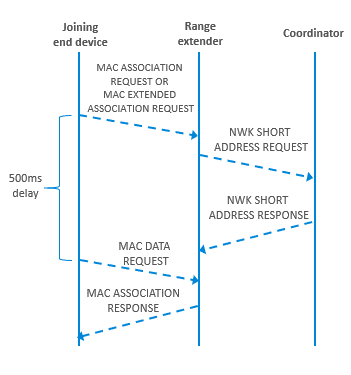 Joining
end device
Range
extender
Coordinator
MAC ASSOCIATION
REQUEST OR
MAC EXTENDED
ASSOCIATION REQUEST
NWK SHORT
ADDRESS REQUEST
500ms
delay
NWK SHORT
ADDRESS RESPONSE
MAC DATA
REQUEST
MAC ASSOCIATION
RESPONSE